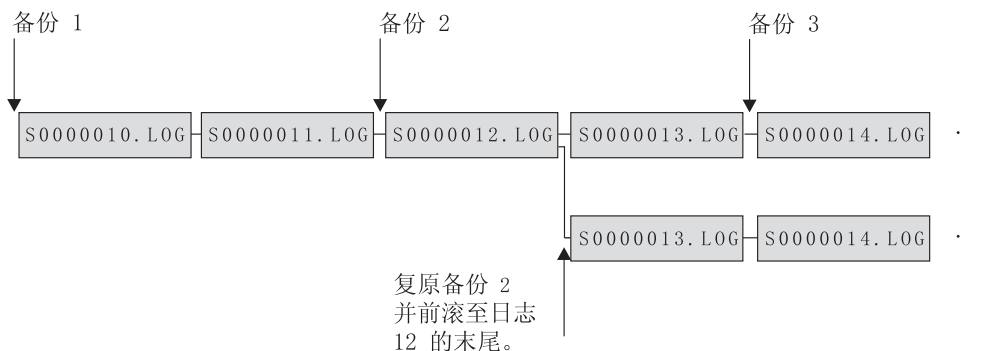 备份 1
备份 2
备份 3
S0000010.LOG
S0000011.LOG
S0000012.LOG
S0000013.LOG
S0000014.LOG
.
S0000013.LOG
S0000014.LOG
.
复原备份 2
并前滚至日志
12 的末尾。